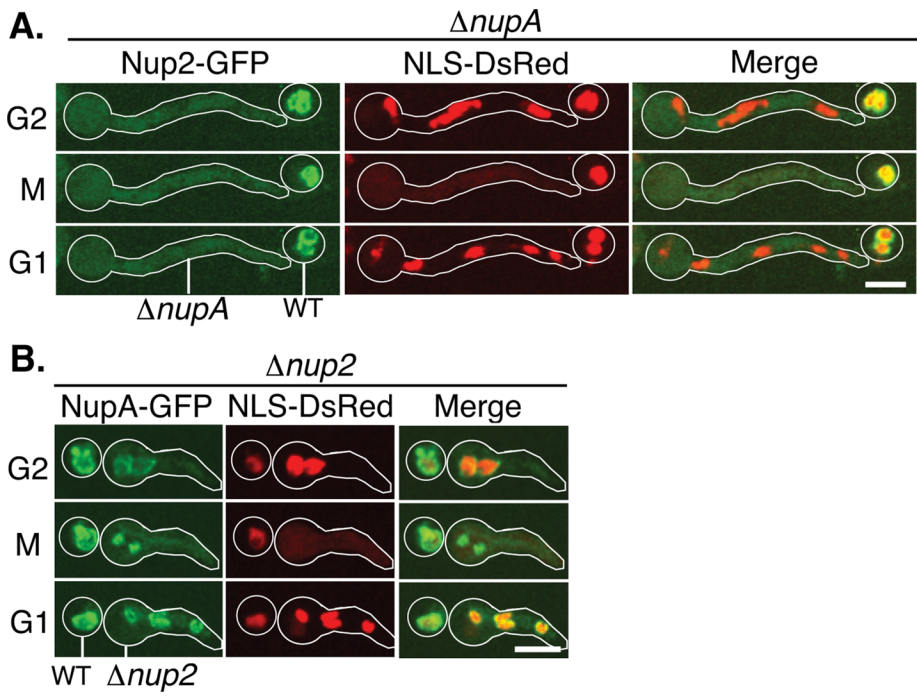 A.
ΔnupA
Nup2-GFP NLS-DsRed Merge
G2
M
G1
ΔnupA WT
B.
Δnup2
NupA-GFP NLS-DsRed Merge
G2
M
G1
WT Δnup2